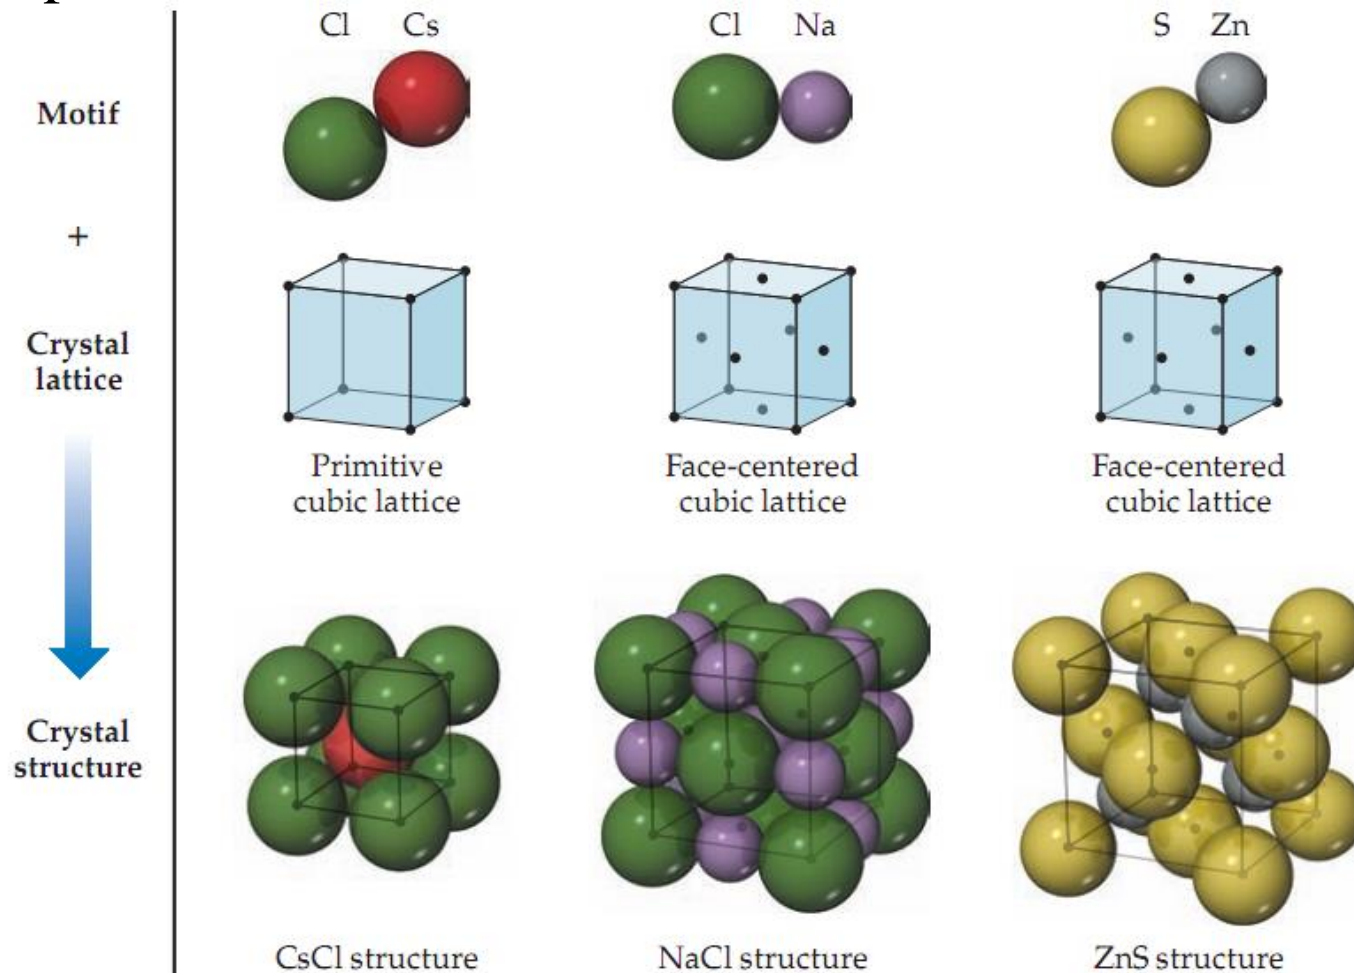 Cl Cs
Cl Na
S Zn
Motif
+
Crystal
lattice
Primitive
cubic lattice
Face-centered
cubic lattice
Face-centered
cubic lattice
Crystal
structure
CsCl structure
NaCl structure
ZnS structure